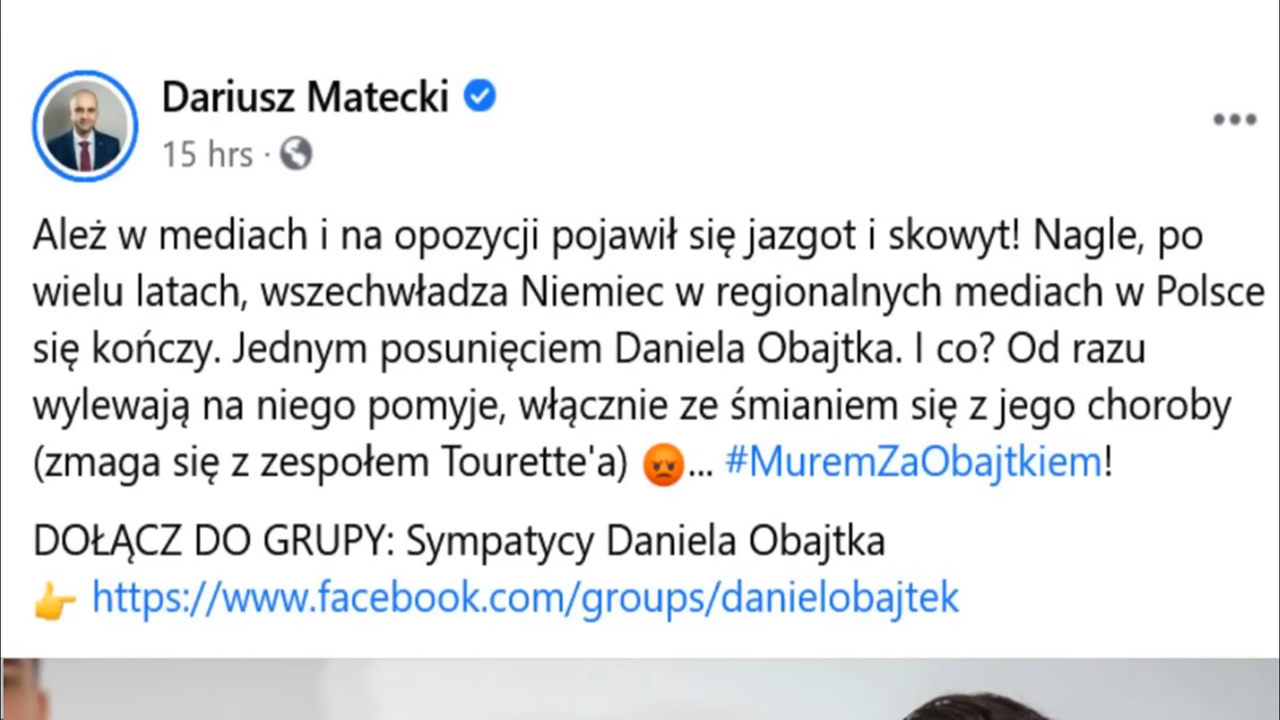 Dariusz Matecki
15 hrs ·
Ależ w mediach i na opozycji pojawił się jazgot i skowyt! Nagle, po
wielu latach, wszechwładza Niemiec w regionalnych mediach w Polsce
się kończy. Jednym posunięciem Daniela Obajtka. I co? Od razu
wylewają na niego pomyje, włącznie ze śmianiem się z jego choroby
(zmaga się z zespołem Tourette'a) 😡... #MuremZaObajtkiem!
DOŁĄCZ DO GRUPY: Sympatycy Daniela Obajtka
👉 https://www.facebook.com/groups/danielobajtek